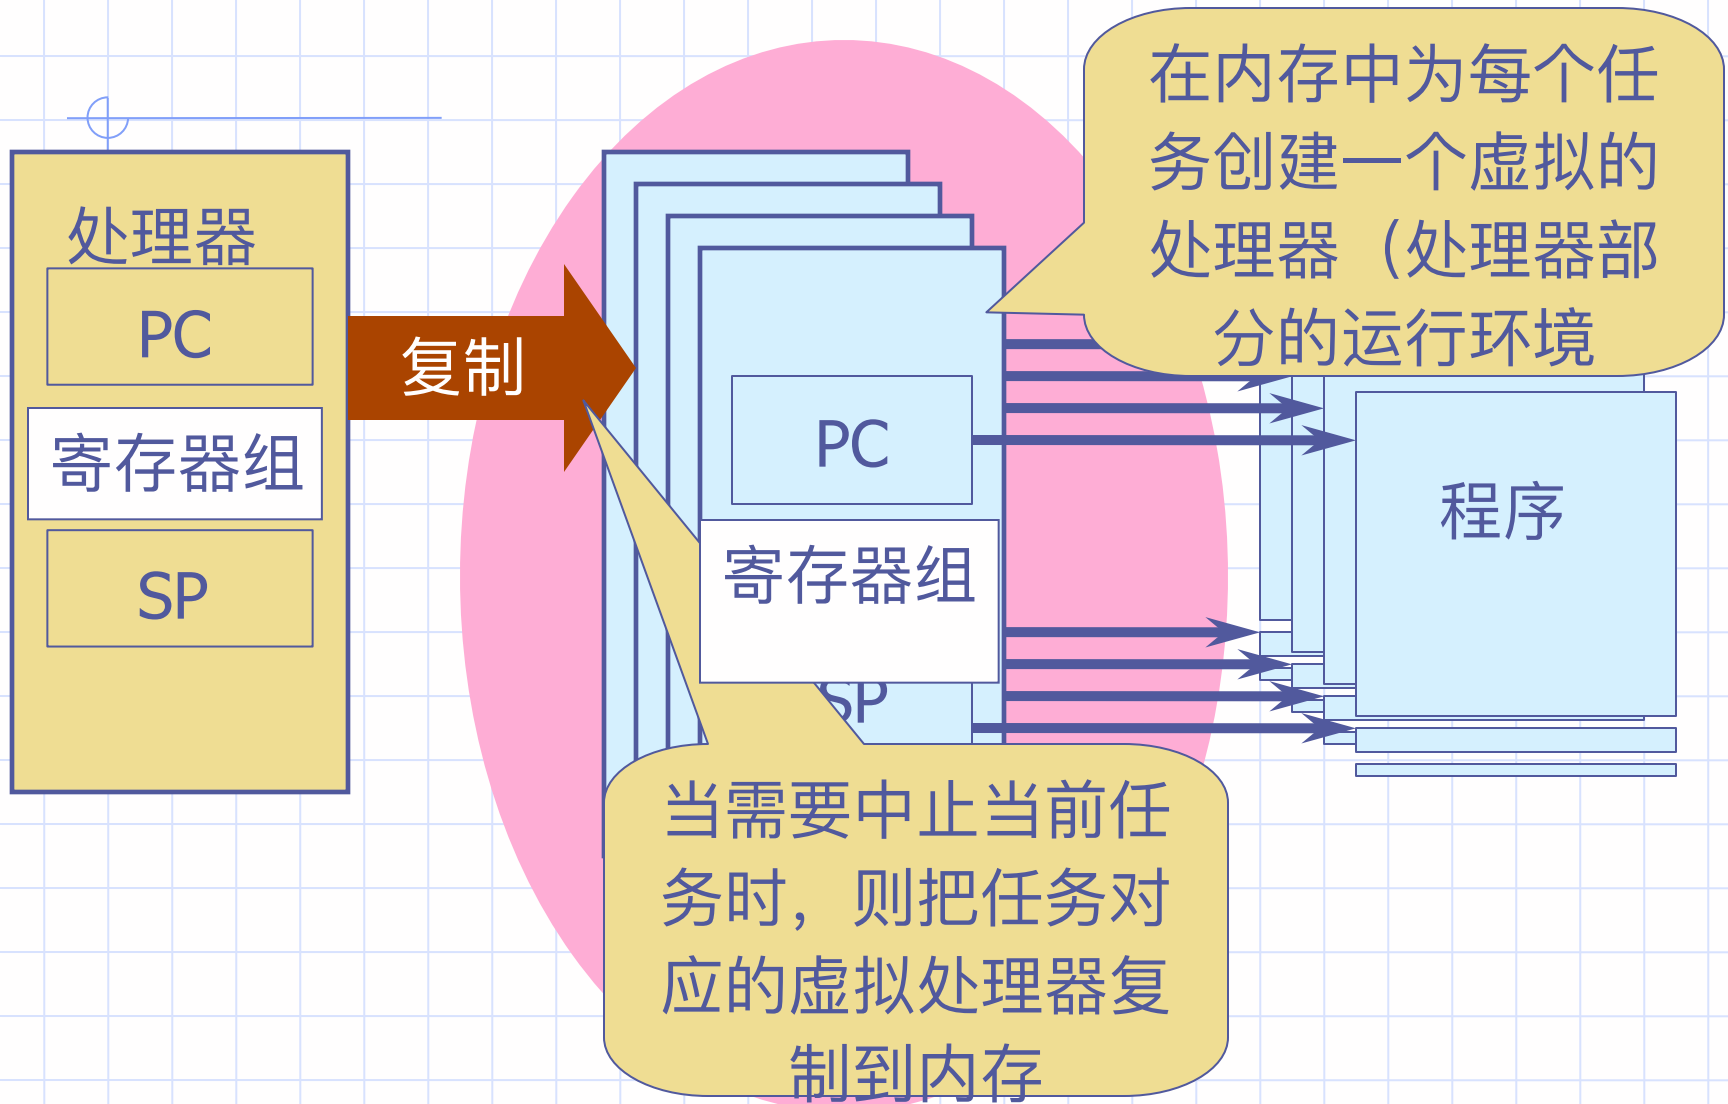 处理器
PC
寄存器组
SP
复制
PC
寄存器组
SP
程序
在内存中为每个任
务创建一个虚拟的
处理器（处理器部
分的运行环境
当需要中止当前任
务时，则把任务对
应的虚拟处理器复
制到内存